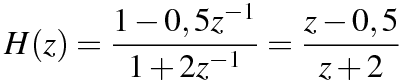 H(z) = \frac{1 - 0,5z^{-1}}{1 + 2z^{-1}} = \frac{z - 0,5}{z + 2}